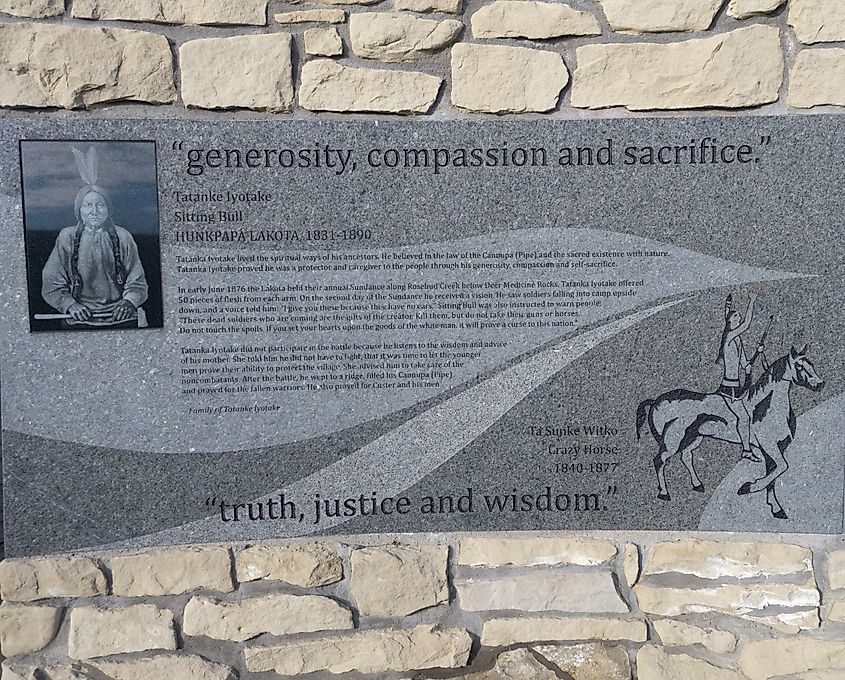 “generosity, compassion and sacrifice.”
Tatanke Iyotake
Sitting Bull
HUNKPAPA LAKOTA, 1831-1890
Tatanka Iyotake lived the spiritual ways of his ancestors. He believed in the law of the Cannupa (Pipe) and the sacred existence with nature.
Tatanka Iyotake proved he was a protector and caregiver to the people through his generosity, compassion and self-sacrifice.
In early June 1876 the Lakota held their annual Sundance along Rosebud Creek below Deer Medicine Rocks. Tatanka Iyotake offered
50 pieces of flesh from each arm. On the second day of the Sundance he received a vision. He saw soldiers falling into camp upside
down, and a voice told him: "I give you these because they have no ears." Sitting Bull was also instructed to warn people:
"These dead soldiers who are coming are the gifts of the creator. Kill them, but do not take their guns or horses.
Do not touch the spoils. If you set your hearts upon the goods of the white man, it will prove a curse to this nation."
Tatanka Iyotake did not participate in the battle because he listens to the wisdom and advice
of his mother. She told him he did not have to fight, that it was time to let the younger
men prove their ability to protect the village. She advised him to take care of the
noncombatants. After the battle, he went to a ridge, filled his Cannupa (Pipe)
and prayed for the fallen warriors. He also prayed for Custer and his men.
Family of Tatanke Iyotake
Ta Sunke Witko
Crazy Horse
1840-1877
“truth, justice and wisdom.”